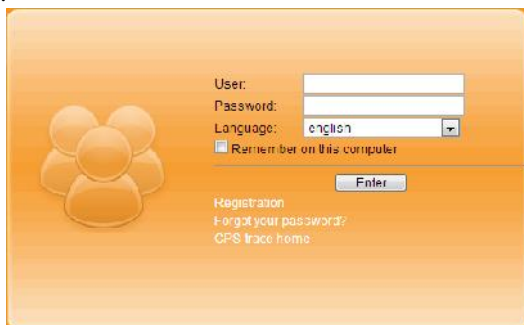 User:
Password:
Language: english
Remember on this computer
Enter
Registration
Forgot your password?
GPS trace home